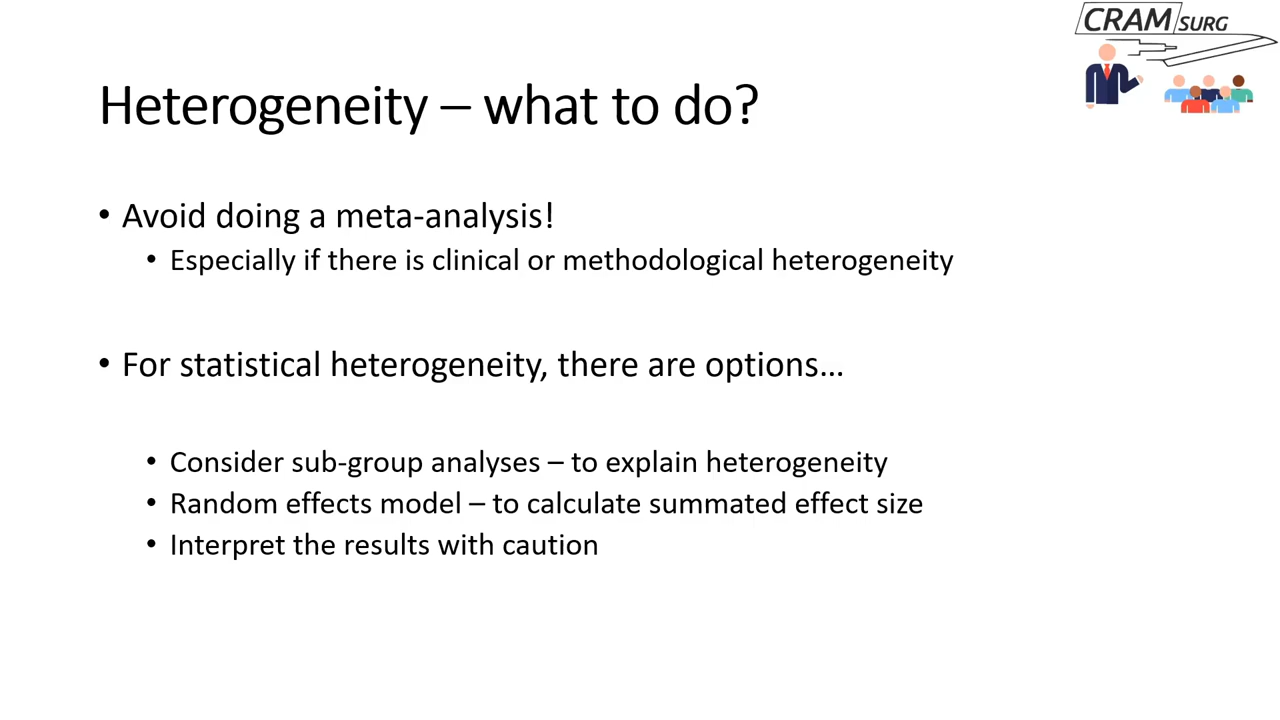 CRAM SURG
Heterogeneity – what to do?
• Avoid doing a meta-analysis!
• Especially if there is clinical or methodological heterogeneity
• For statistical heterogeneity, there are options…
• Consider sub-group analyses – to explain heterogeneity
• Random effects model – to calculate summated effect size
• Interpret the results with caution